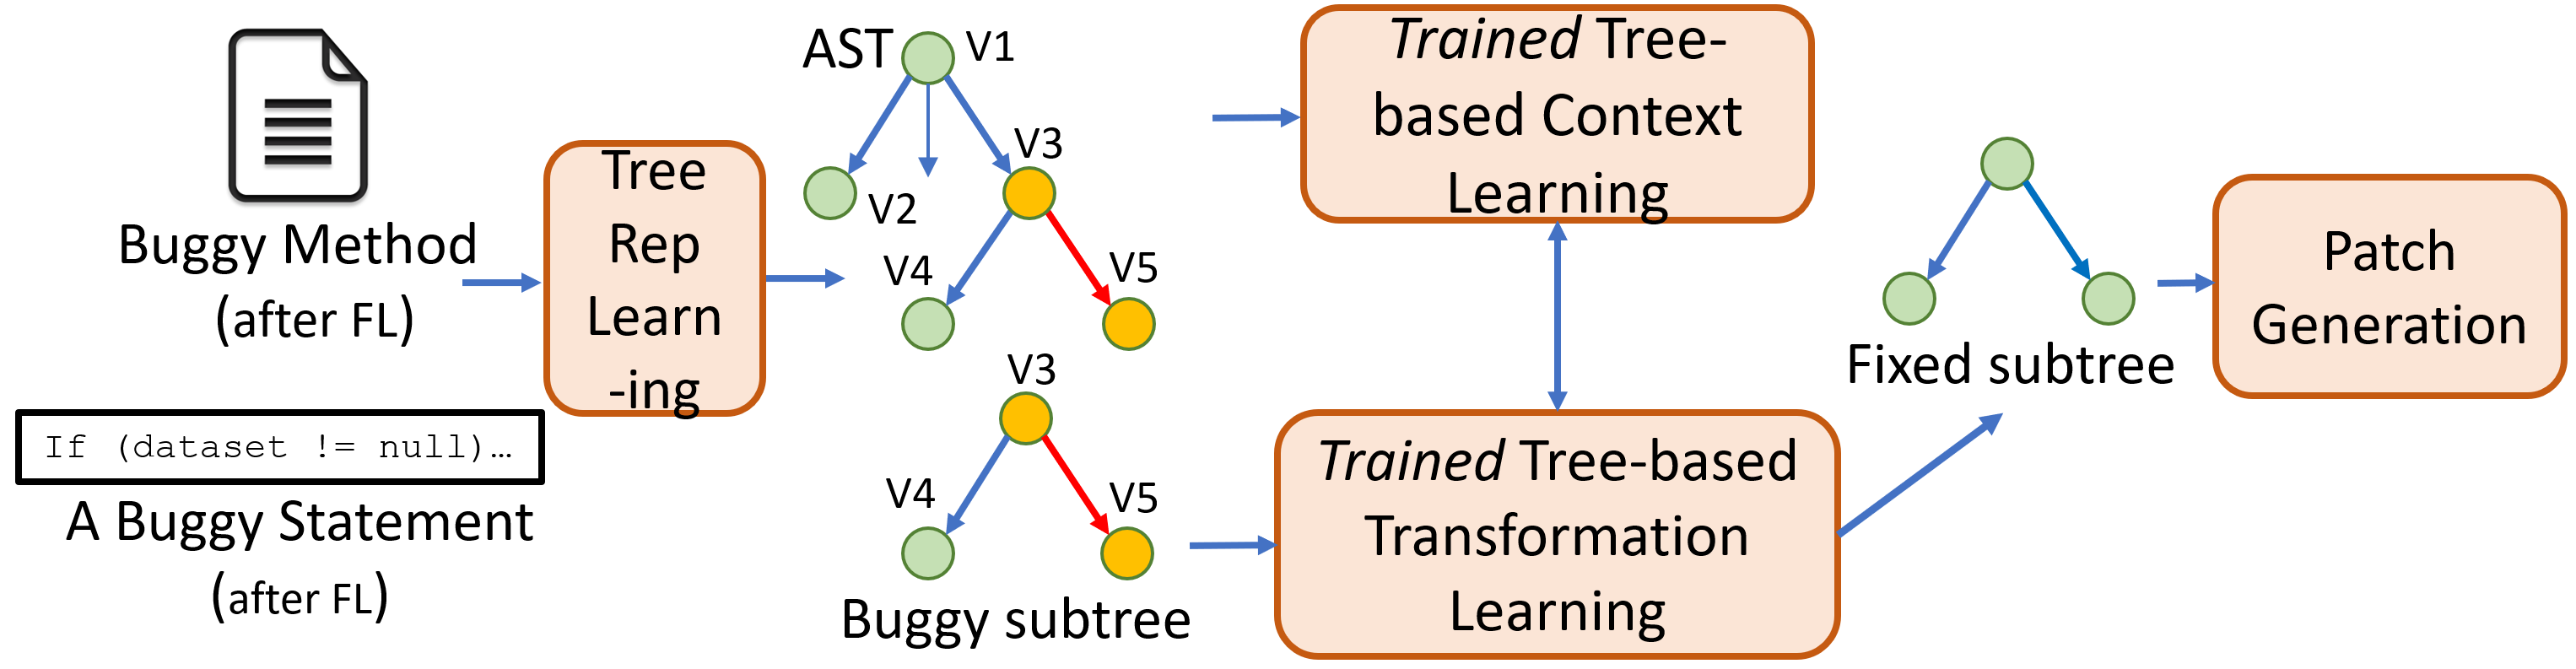 Buggy Method
(after FL)
If (dataset != null)…
A Buggy Statement
(after FL)
Tree
Rep
Learn
-ing
AST
V1
V2
V3
V4
V5
V3
V4
V5
Buggy subtree
Trained Tree-
based Context
Learning
Trained Tree-based
Transformation
Learning
Fixed subtree
Patch
Generation